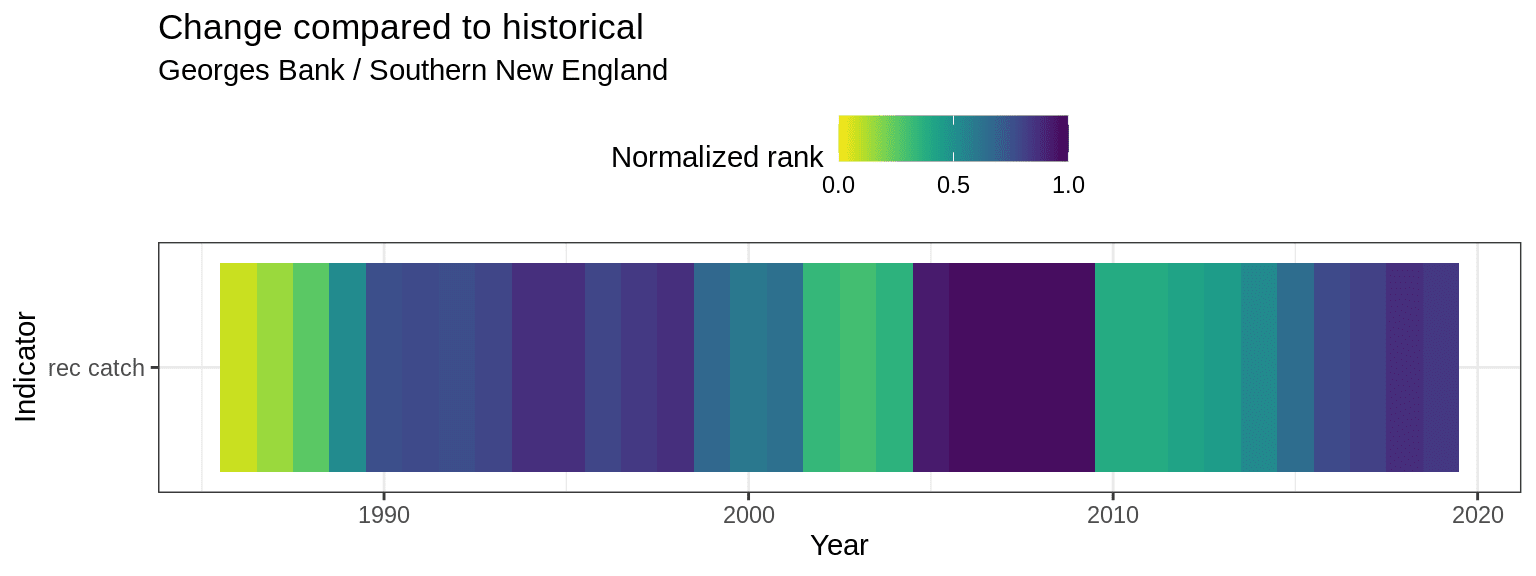 Change compared to historical
Georges Bank / Southern New England
Normalized rank
0.0 0.5 1.0
Indicator
rec catch
1990 2000 2010 2020
Year